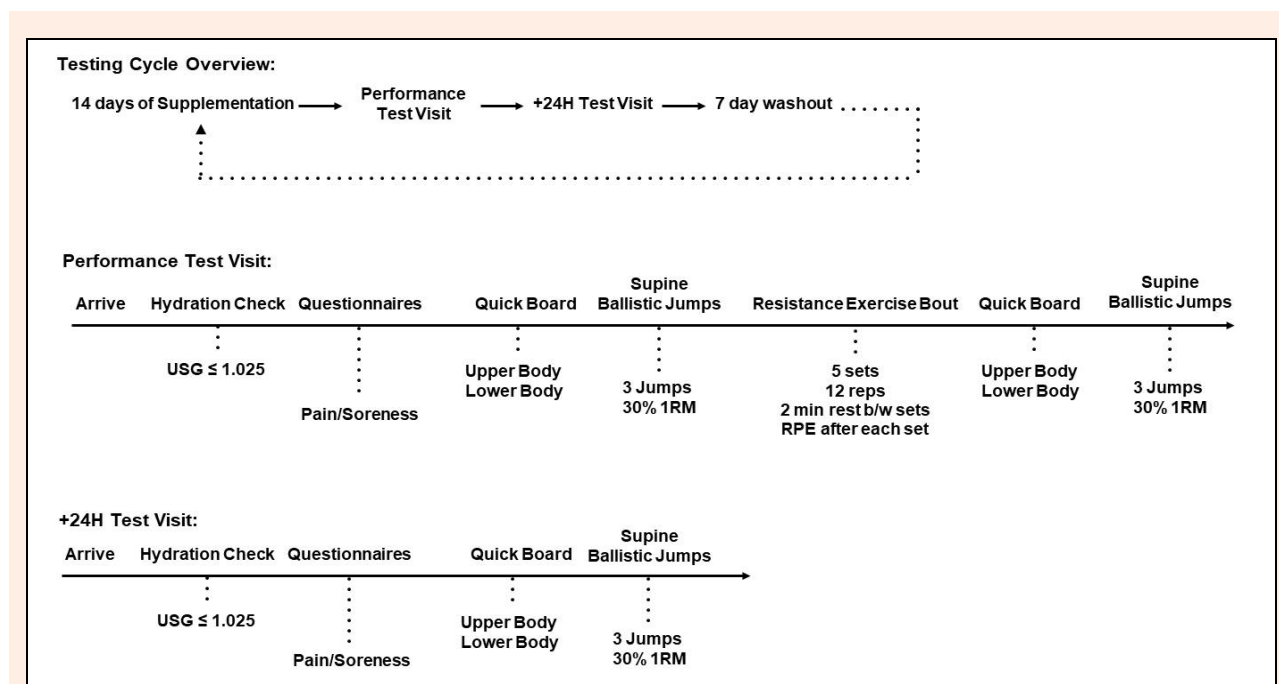 Testing Cycle Overview:
14 days of Supplementation
Performance
Test Visit
+24H Test Visit
7 day washout
Performance Test Visit:
Arrive
Hydration Check
Questionnaires
Quick Board
Supine
Ballistic Jumps
Resistance Exercise Bout
Quick Board
Supine
Ballistic Jumps
USG ≤ 1.025
Pain/Soreness
Upper Body
Lower Body
3 Jumps
30% 1RM
5 sets
12 reps
2 min rest b/w sets
RPE after each set
Upper Body
Lower Body
3 Jumps
30% 1RM
+24H Test Visit:
Arrive
Hydration Check
Questionnaires
Quick Board
Supine
Ballistic Jumps
USG ≤ 1.025
Pain/Soreness
Upper Body
Lower Body
3 Jumps
30% 1RM